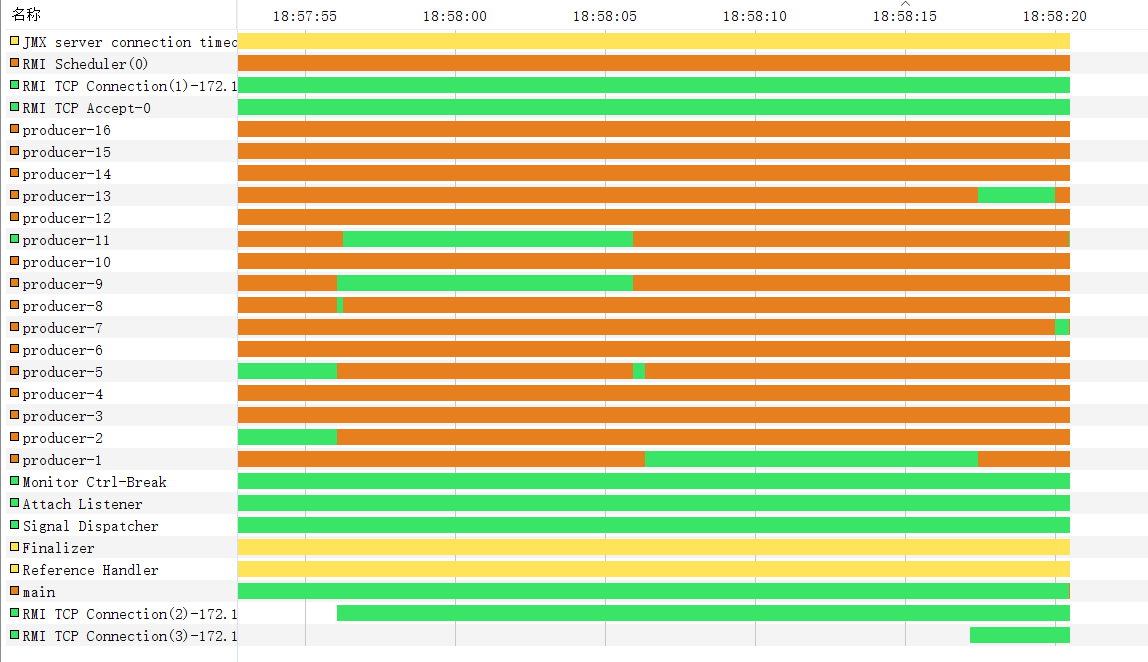 名称
18:57:55 18:58:00 18:58:05 18:58:10 18:58:15 18:58:20
JMX server connection timeo
RMI Scheduler(0)
RMI TCP Connection(1)-172.1
RMI TCP Accept-0
producer-16
producer-15
producer-14
producer-13
producer-12
producer-11
producer-10
producer-9
producer-8
producer-7
producer-6
producer-5
producer-4
producer-3
producer-2
producer-1
Monitor Ctrl-Break
Attach Listener
Signal Dispatcher
Finalizer
Reference Handler
main
RMI TCP Connection(2)-172.1
RMI TCP Connection(3)-172.1